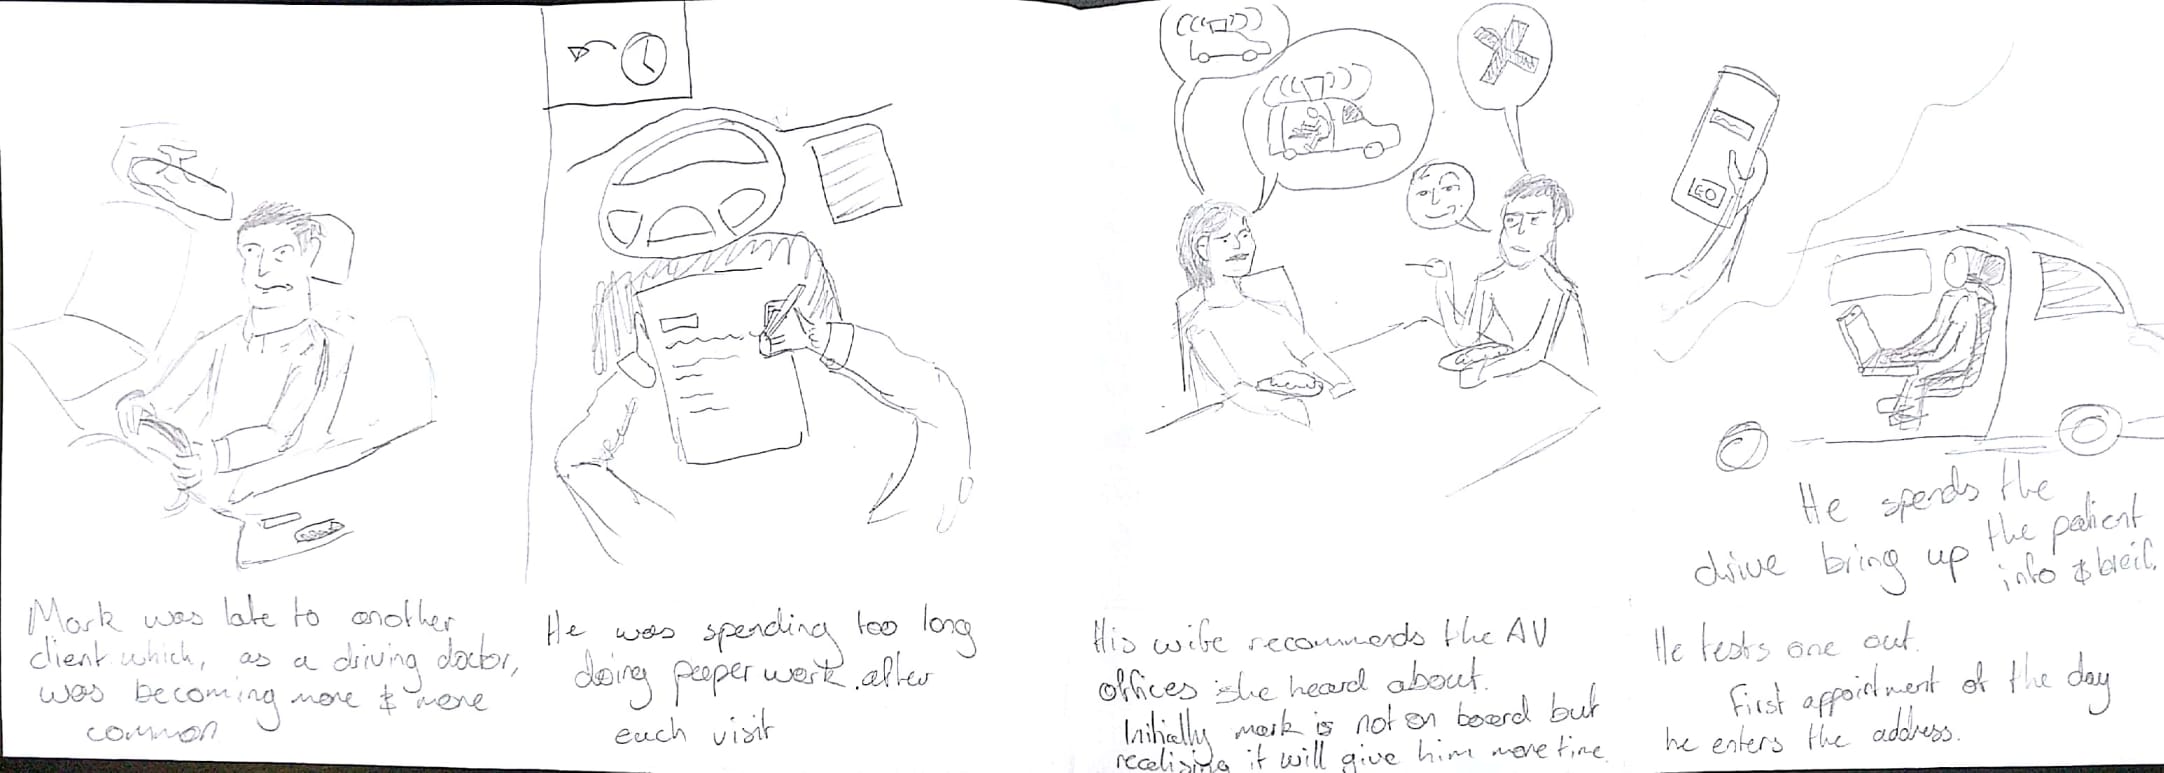 Mark was late to another
client which, as a driving doctor,
was becoming more & more
common
He was spending too long
doing peeper work. after
each visit
His wife recommends the AV
offices she heard about.
Initially mark is not on board but
recalising it will give him more time.
GO
He spends the
drive bring up the patient
info & breif.
He tests one out.
First appointment of the day
he enters the address.